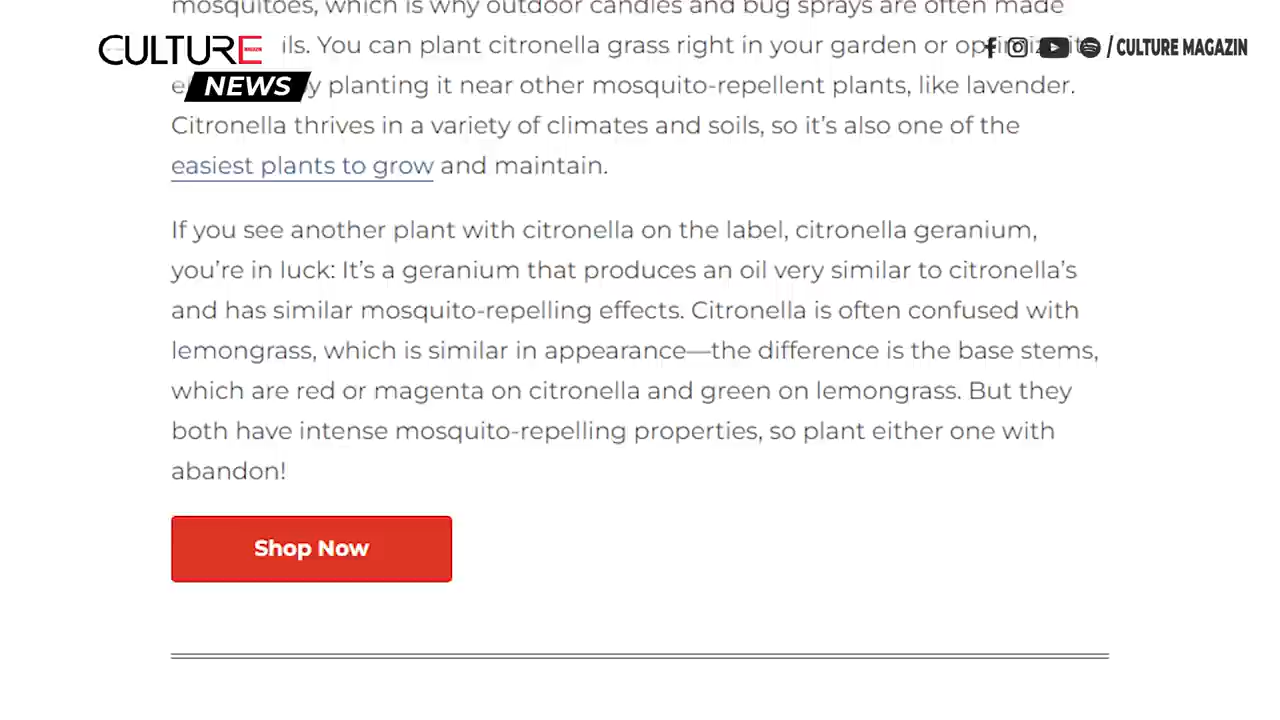 mosquitoes, which is why outdoor candles and bug sprays are often made
CULTURE
MAGAZIN
ils. You can plant citronella grass right in your garden or
/ CULTURE MAGAZIN
NEWS
y planting it near other mosquito-repellent plants, like lavender.
Citronella thrives in a variety of climates and soils, so it's also one of the
easiest plants to grow and maintain.
If you see another plant with citronella on the label, citronella geranium,
you're in luck: It's a geranium that produces an oil very similar to citronella's
and has similar mosquito-repelling effects. Citronella is often confused with
lemongrass, which is similar in appearance—the difference is the base stems,
which are red or magenta on citronella and green on lemongrass. But they
both have intense mosquito-repelling properties, so plant either one with
abandon!
Shop Now